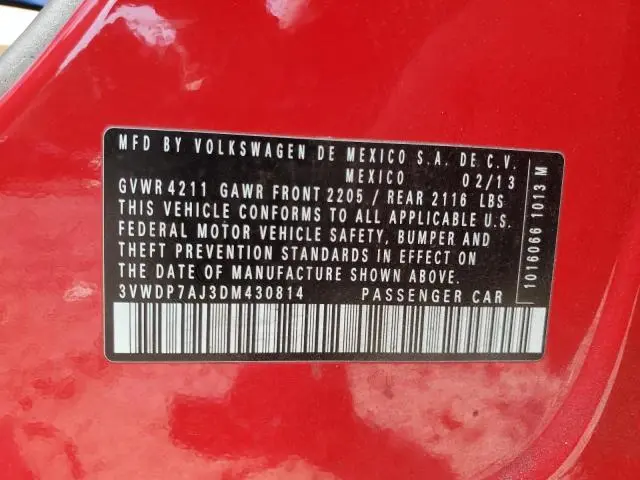 MFD BY VOLKSWAGEN DE MEXICO S.A. DE C.V.
MEXICO 02/13
GVWR 4211 GAWR FRONT 2205 / REAR 2116 LBS
THIS VEHICLE CONFORMS TO ALL APPLICABLE U.S.
FEDERAL MOTOR VEHICLE SAFETY, BUMPER AND
THEFT PREVENTION STANDARDS IN EFFECT ON
THE DATE OF MANUFACTURE SHOWN ABOVE.
3VWDP7AJ3DM430814 PASSENGER CAR
1016066 1013 M